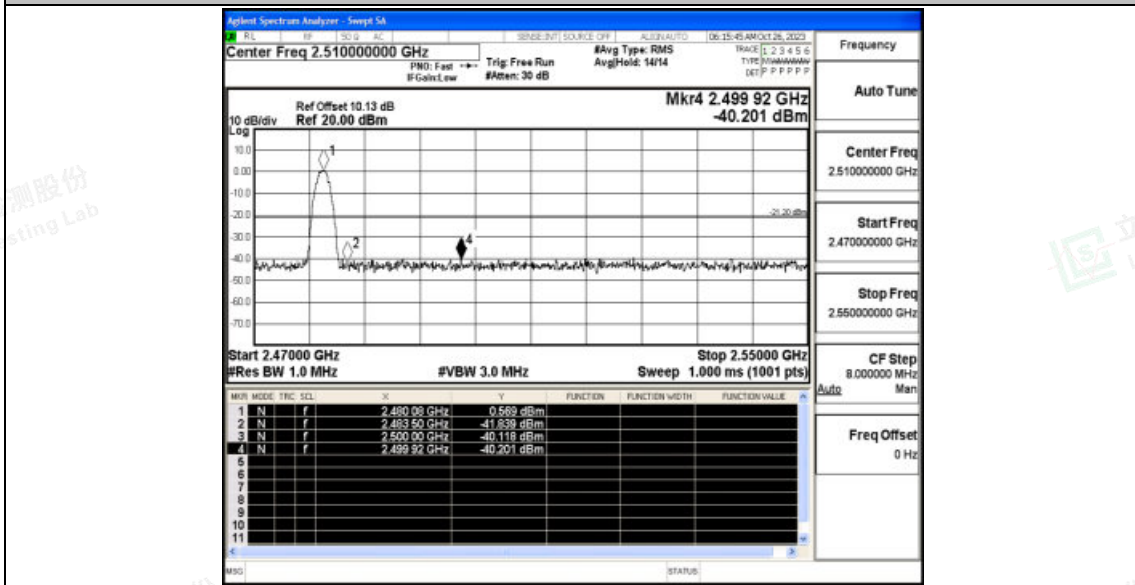 Agilent Spectrum Analyzer - Swept SA
RL RF 50 Ω AC SENSE:INT SOURCE OFF ALIGNAUTO 06:15:45 AM Oct 26, 2023
Center Freq 2.510000000 GHz
PNO: Fast
IFGain:Low
Trig: Free Run
#Atten: 30 dB
#Avg Type: RMS
Avg|Hold: 14/14
TRACE 1 2 3 4 5 6
TYPE
DET P P P P P P
Frequency
Auto Tune
Center Freq
2.510000000 GHz
Start Freq
2.470000000 GHz
Stop Freq
2.550000000 GHz
CF Step
8.000000 MHz
Auto Man
Freq Offset
0 Hz
Mkr4 2.499 92 GHz
-40.201 dBm
Ref Offset 10.13 dB
10 dB/div Ref 20.00 dBm
Log
10.0
0.00
-10.0
-20.0
-30.0
-40.0
-50.0
-60.0
-70.0
1
2
4
-21.20 dBm
Start 2.47000 GHz Stop 2.55000 GHz
#Res BW 1.0 MHz #VBW 3.0 MHz Sweep 1.000 ms (1001 pts)
MKR MODE TRC SCL X Y FUNCTION FUNCTION WIDTH FUNCTION VALUE
1 N f 2.480 08 GHz 0.569 dBm
2 N f 2.483 50 GHz -41.839 dBm
3 N f 2.500 00 GHz -40.118 dBm
4 N f 2.499 92 GHz -40.201 dBm
5
6
7
8
9
10
11
MSG STATUS
测股份
sting Lab
立